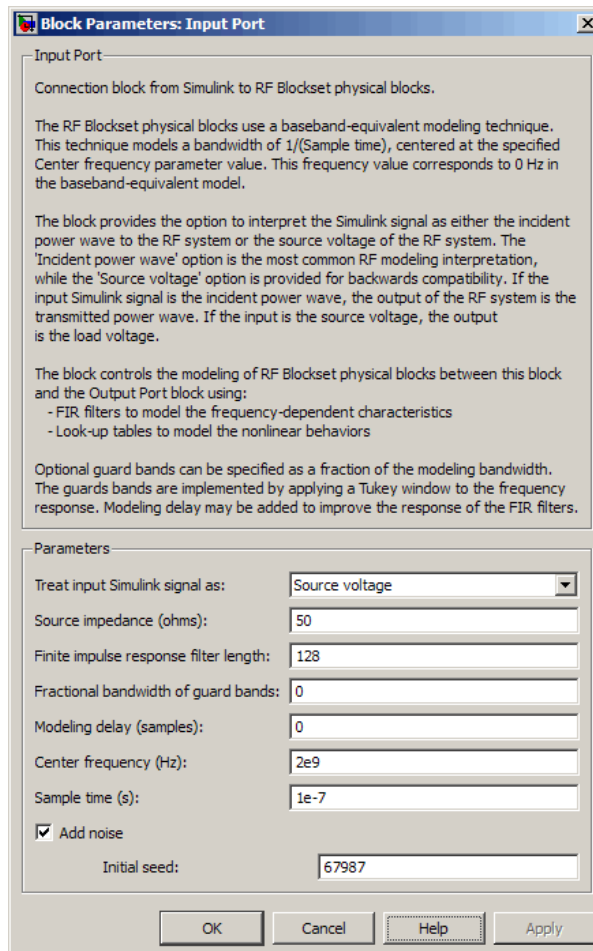 Block Parameters: Input Port
Input Port
Connection block from Simulink to RF Blockset physical blocks.
The RF Blockset physical blocks use a baseband-equivalent modeling technique.
This technique models a bandwidth of 1/(Sample time), centered at the specified
Center frequency parameter value. This frequency value corresponds to 0 Hz in
the baseband-equivalent model.
The block provides the option to interpret the Simulink signal as either the incident
power wave to the RF system or the source voltage of the RF system. The
'Incident power wave' option is the most common RF modeling interpretation,
while the 'Source voltage' option is provided for backwards compatibility. If the
input Simulink signal is the incident power wave, the output of the RF system is the
transmitted power wave. If the input is the source voltage, the output
is the load voltage.
The block controls the modeling of RF Blockset physical blocks between this block
and the Output Port block using:
- FIR filters to model the frequency-dependent characteristics
- Look-up tables to model the nonlinear behaviors
Optional guard bands can be specified as a fraction of the modeling bandwidth.
The guards bands are implemented by applying a Tukey window to the frequency
response. Modeling delay may be added to improve the response of the FIR filters.
Parameters
Treat input Simulink signal as: Source voltage
Source impedance (ohms): 50
Finite impulse response filter length: 128
Fractional bandwidth of guard bands: 0
Modeling delay (samples): 0
Center frequency (Hz): 2e9
Sample time (s): 1e-7
Add noise
Initial seed: 67987
OK Cancel Help Apply